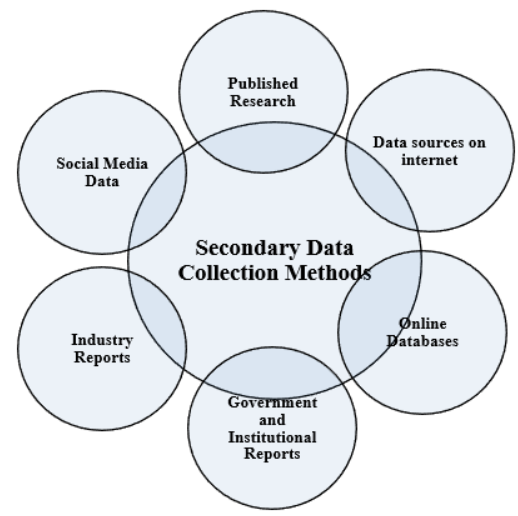 Published
Research
Data sources on
internet
Social Media
Data
Secondary Data
Collection Methods
Online
Databases
Industry
Reports
Government
and
Institutional
Reports